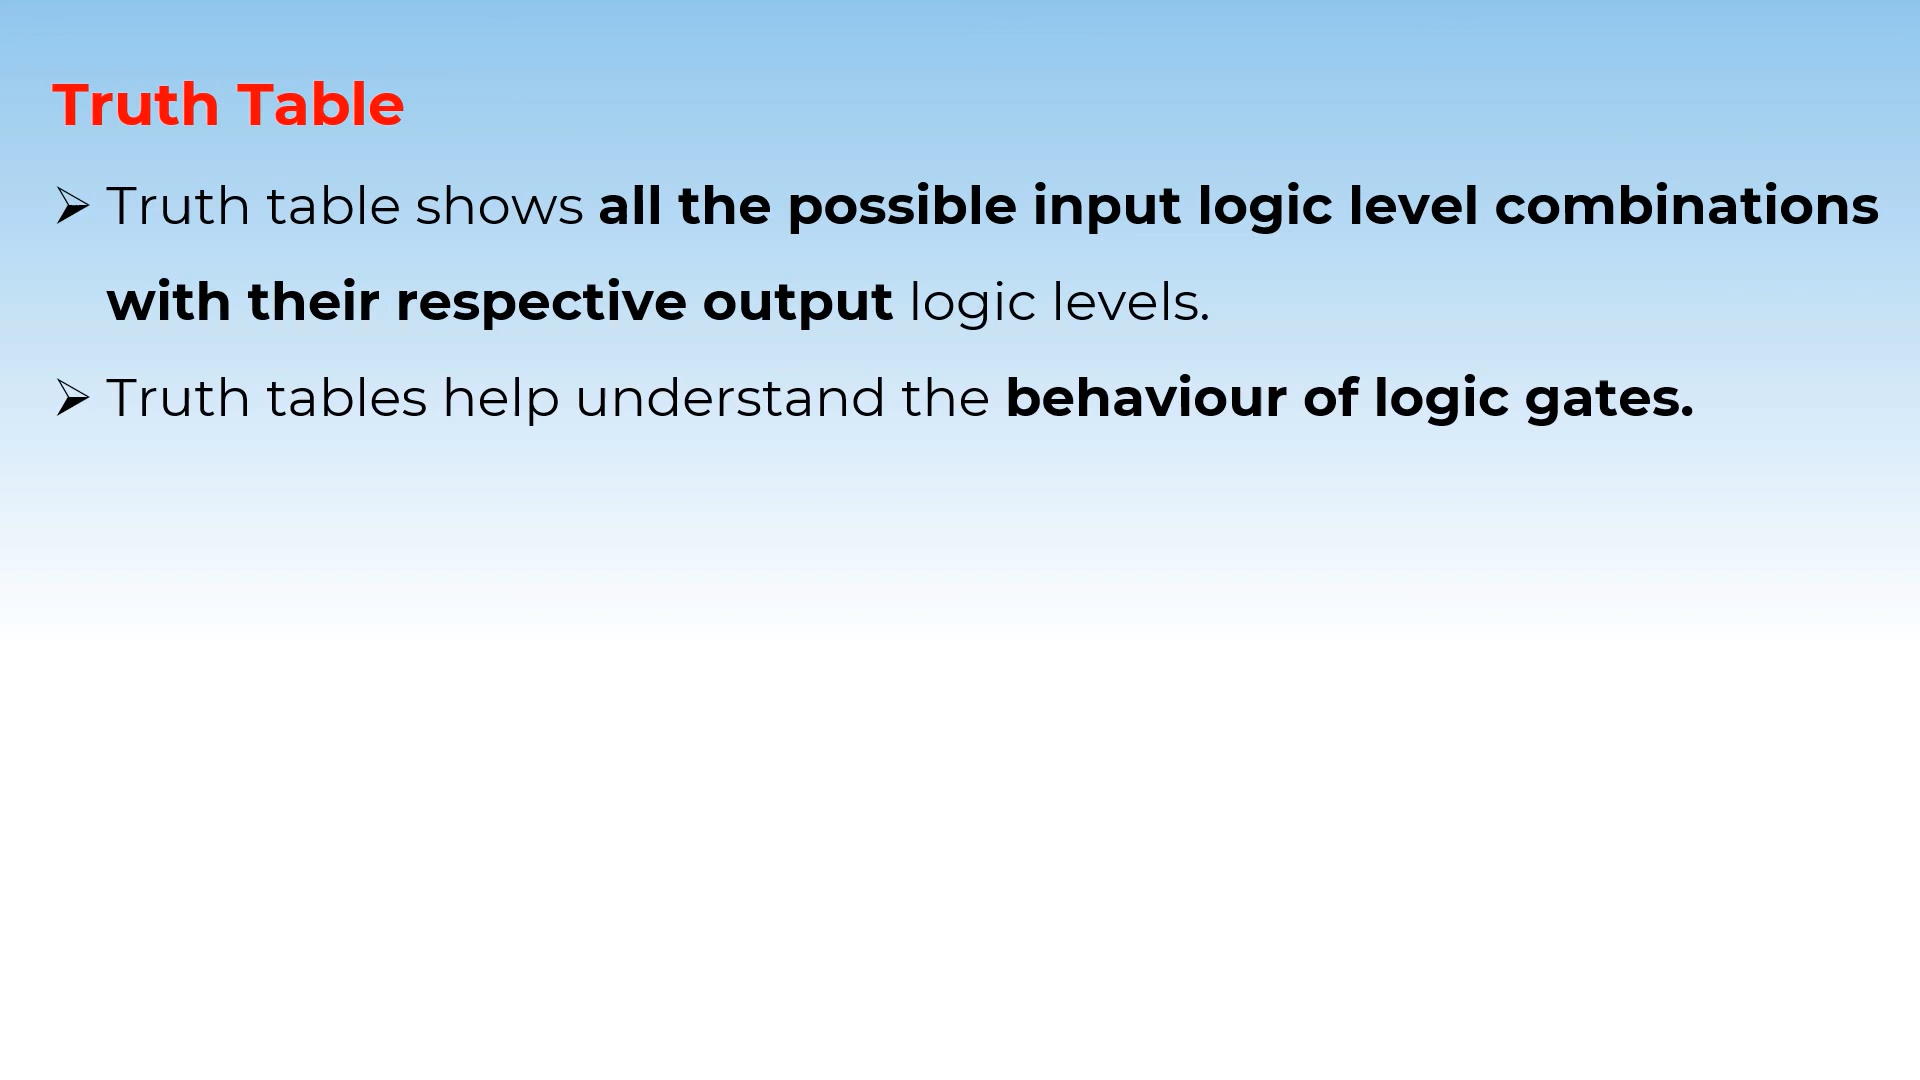 Truth Table
➢ Truth table shows all the possible input logic level combinations
with their respective output logic levels.
➢ Truth tables help understand the behaviour of logic gates.